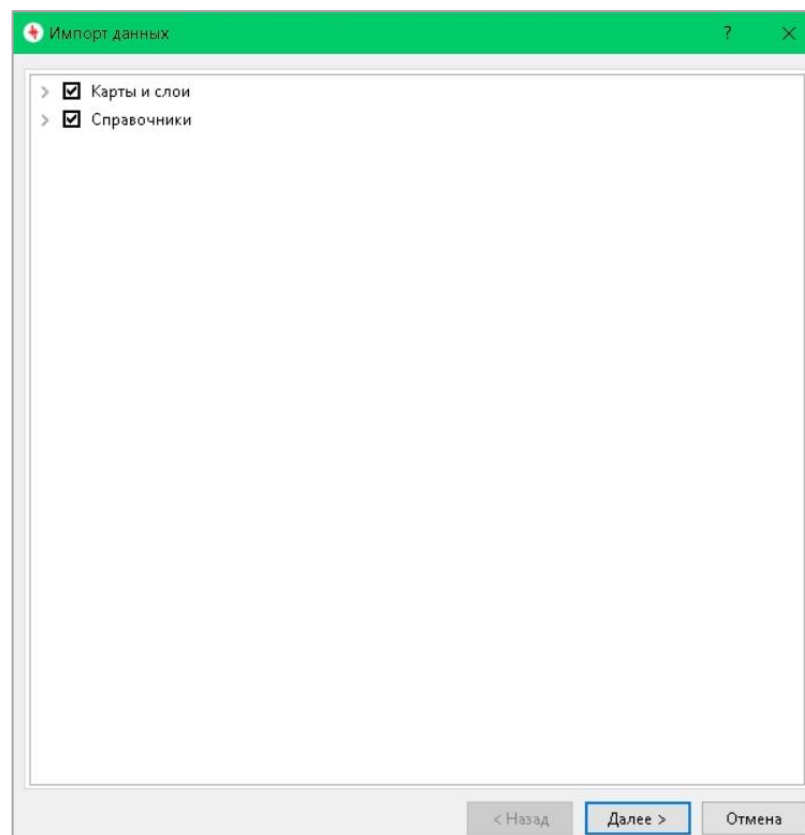 Импорт данных ?
Карты и слои
Справочники
< Назад Далее > Отмена